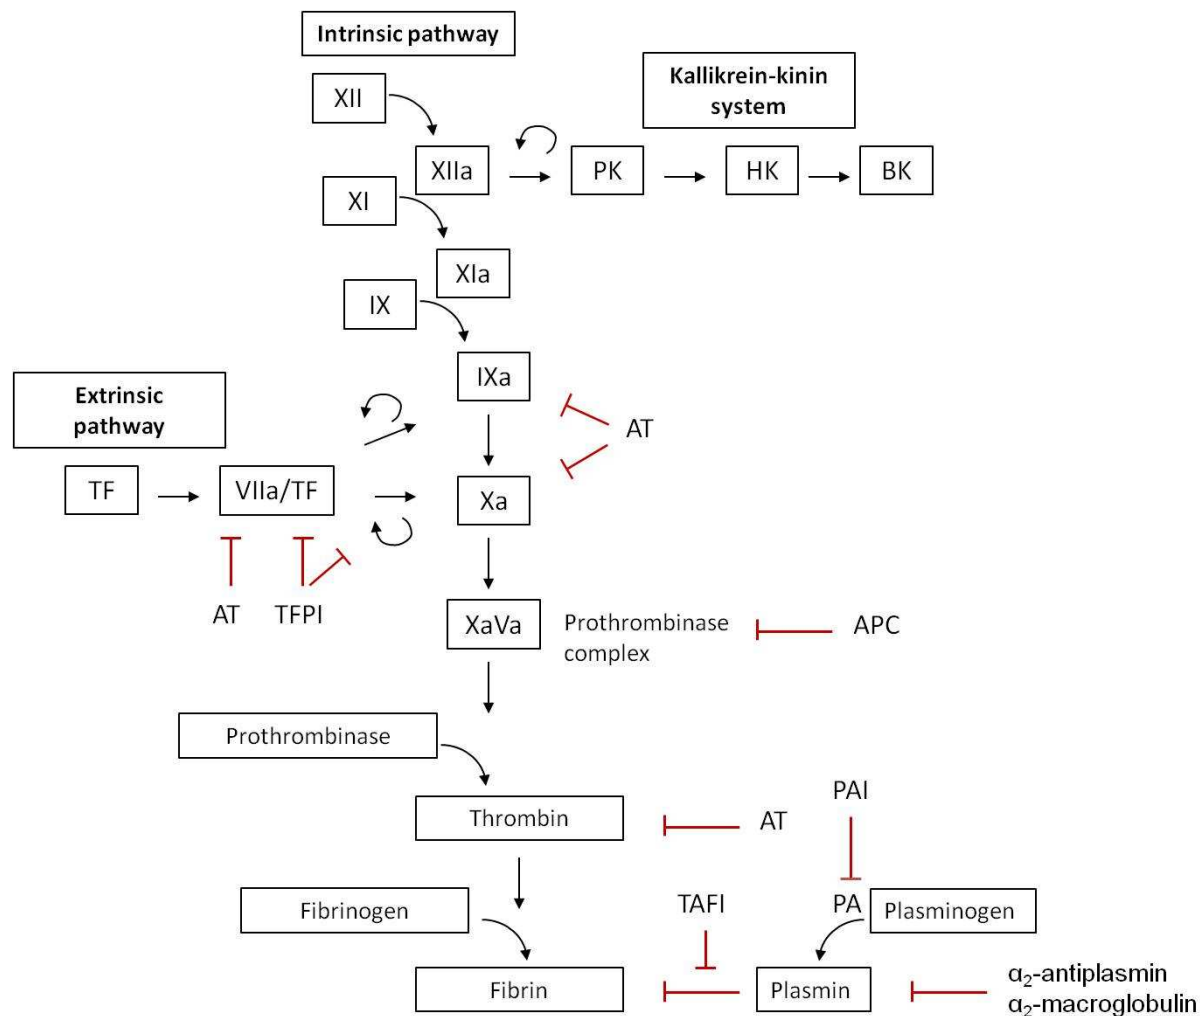 Intrinsic pathway
Kallikrein-kinin
system
XII
XIIa
PK
HK
BK
XI
XIa
IX
IXa
Extrinsic
pathway
AT
TF
VIIa/TF
Xa
AT
TFPI
XaVa
Prothrombinase
complex
APC
Prothrombinase
PAI
Thrombin
AT
Fibrinogen
TAFI
PA
Plasminogen
Fibrin
Plasmin
α₂-antiplasmin
α₂-macroglobulin